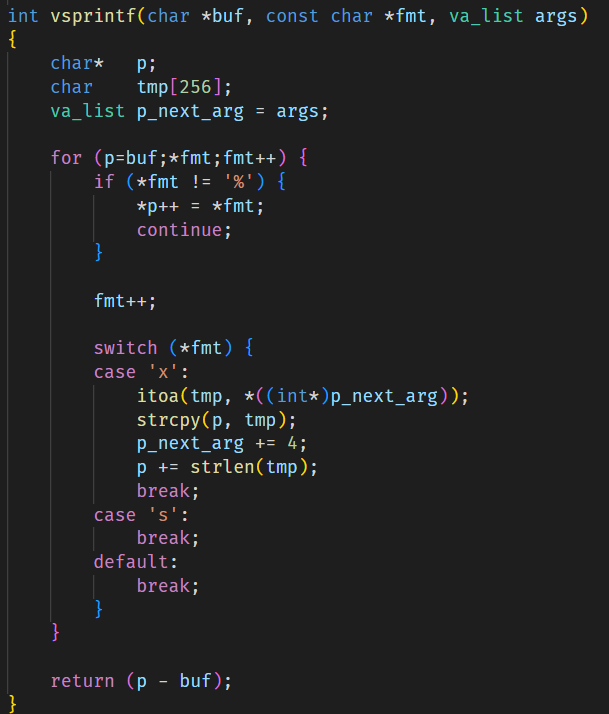 int vsprintf(char *buf, const char *fmt, va_list args)
{
    char*   p;
    char    tmp[256];
    va_list p_next_arg = args;

    for (p=buf;*fmt;fmt++) {
        if (*fmt != '%') {
            *p++ = *fmt;
            continue;
        }

        fmt++;

        switch (*fmt) {
        case 'x':
            itoa(tmp, *((int*)p_next_arg));
            strcpy(p, tmp);
            p_next_arg += 4;
            p += strlen(tmp);
            break;
        case 's':
            break;
        default:
            break;
        }
    }

    return (p - buf);
}